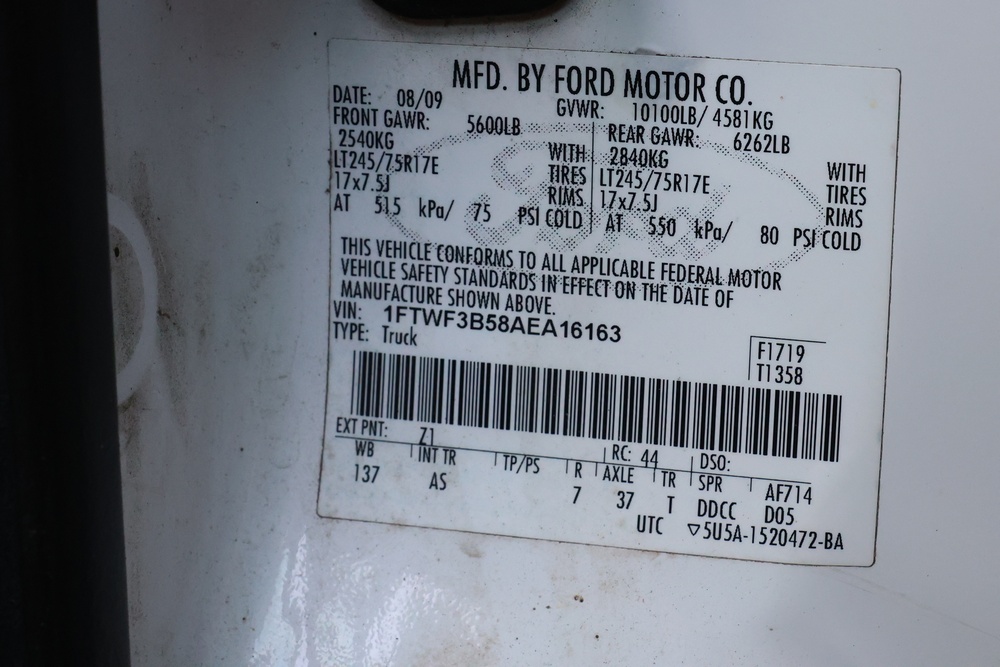 MFD. BY FORD MOTOR CO.
DATE: 08/09 GVWR: 10100LB/ 4581KG
FRONT GAWR: 5600LB REAR GAWR: 6262LB
2540KG WITH 2840KG WITH
LT245/75R17E TIRES LT245/75R17E TIRES
17x7.5J RIMS 17x7.5J RIMS
AT 515 kPa/ 75 PSI COLD AT 550 kPa/ 80 PSI COLD
THIS VEHICLE CONFORMS TO ALL APPLICABLE FEDERAL MOTOR
VEHICLE SAFETY STANDARDS IN EFFECT ON THE DATE OF
MANUFACTURE SHOWN ABOVE.
VIN: 1FTWF3B58AEA16163
TYPE: Truck
F1719
T1358
EXT PNT: Z1 RC: 44 DSO:
WB INT TR TP/PS R AXLE TR SPR AF714
137 AS 7 37 T DDCC D05
UTC ▽5U5A-1520472-BA